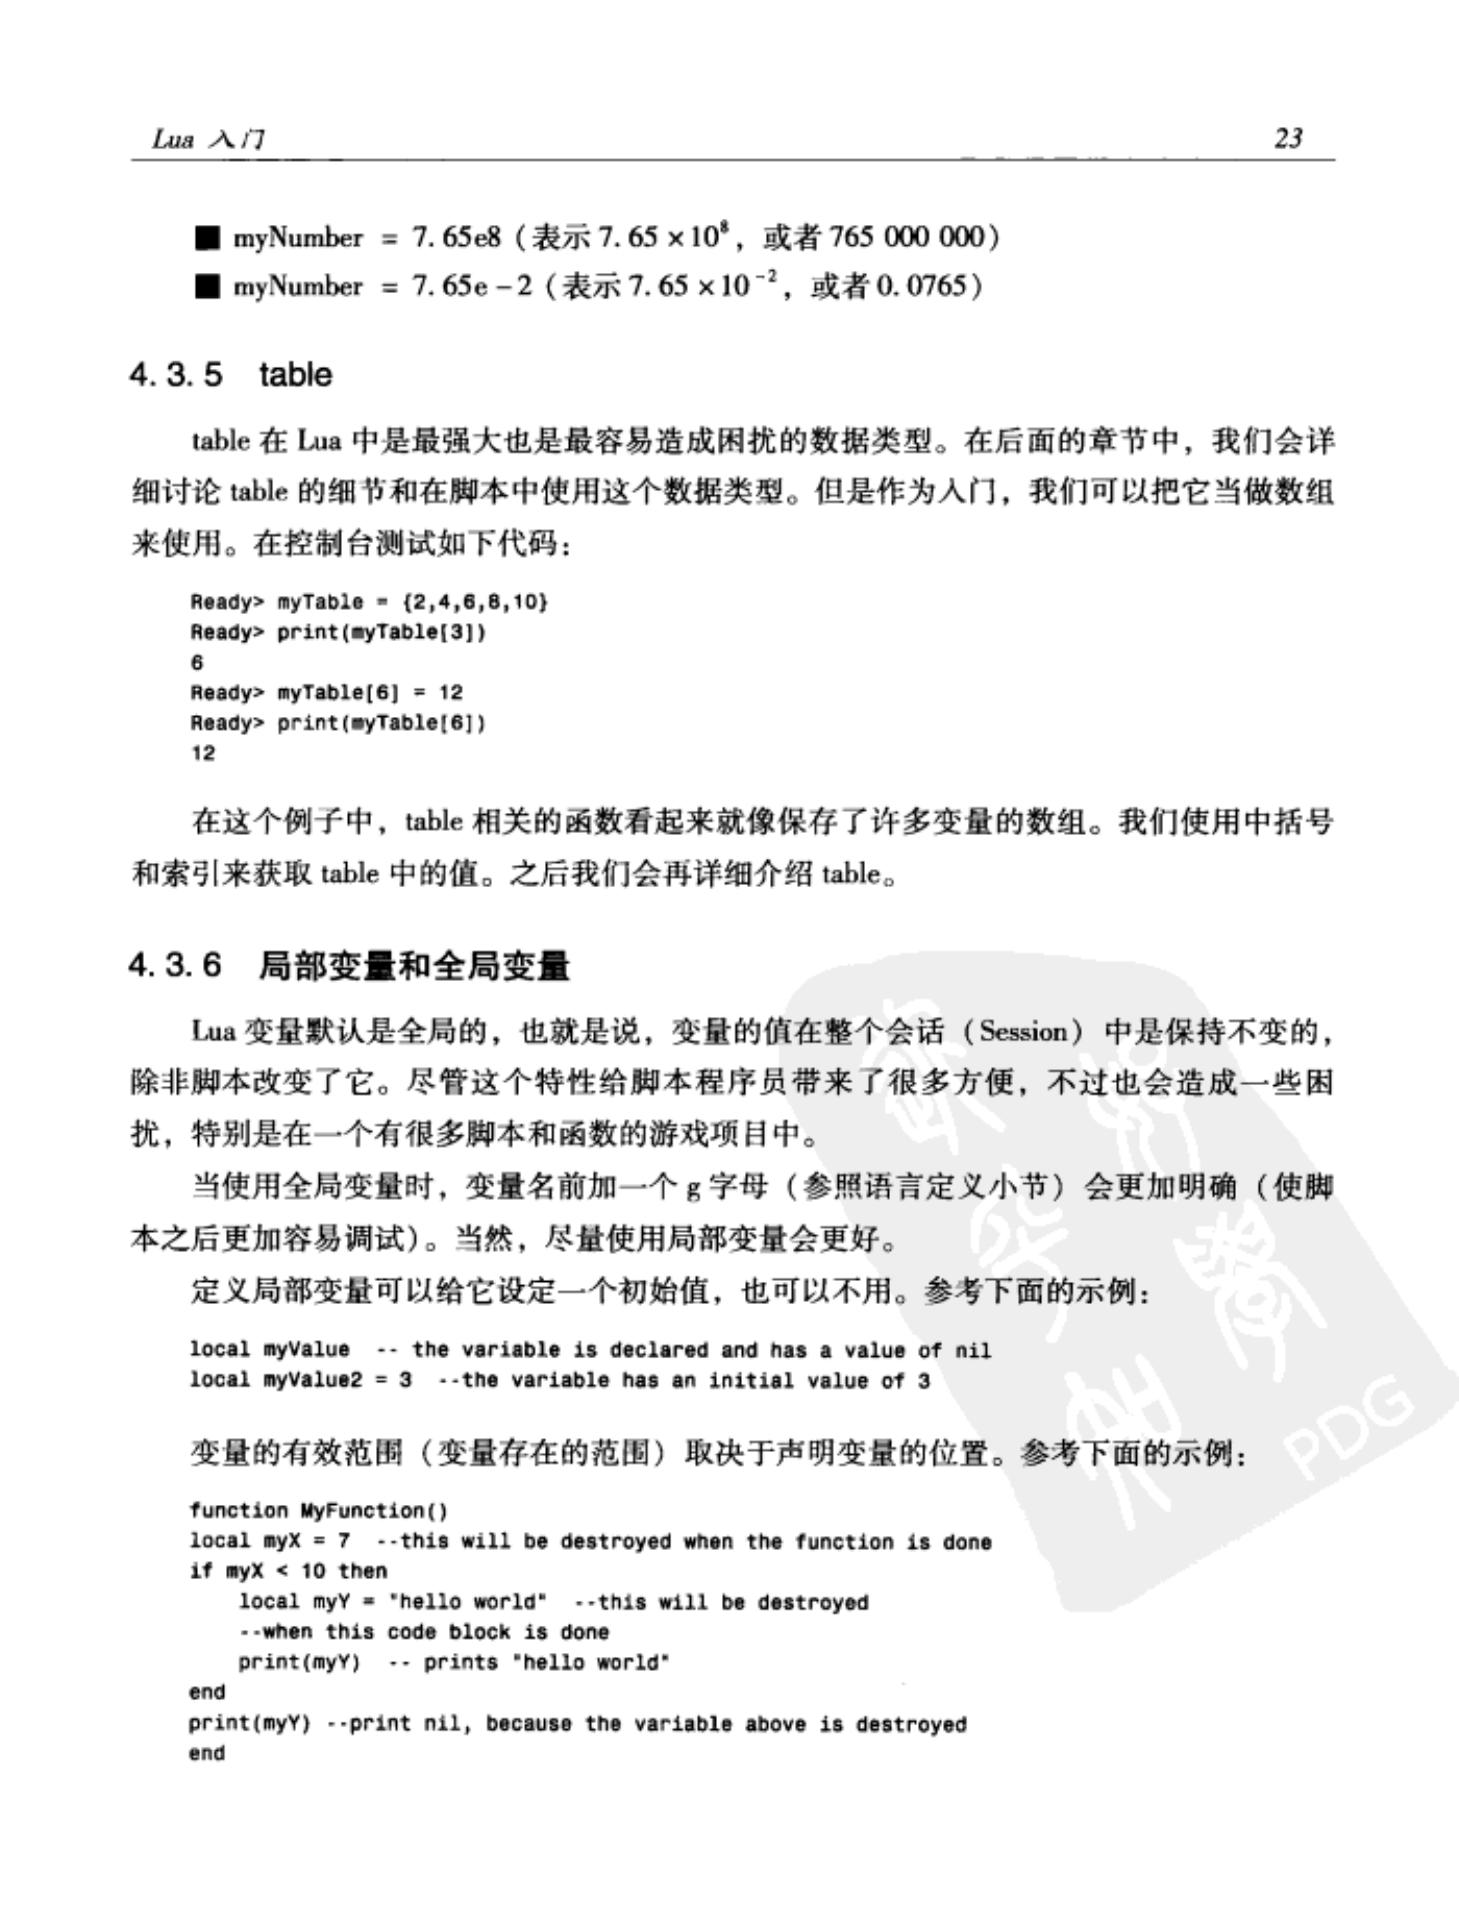 Lua 入门 23
■ myNumber = 7.65e8（表示 7.65×10⁸，或者 765 000 000）
■ myNumber = 7.65e－2（表示 7.65×10⁻²，或者 0.0765）
4.3.5 table
table 在 Lua 中是最强大也是最容易造成困扰的数据类型。在后面的章节中，我们会详
细讨论 table 的细节和在脚本中使用这个数据类型。但是作为入门，我们可以把它当做数组
来使用。在控制台测试如下代码：
Ready> myTable = {2,4,6,8,10}
Ready> print(myTable[3])
6
Ready> myTable[6] = 12
Ready> print(myTable[6])
12
在这个例子中，table 相关的函数看起来就像保存了许多变量的数组。我们使用中括号
和索引来获取 table 中的值。之后我们会再详细介绍 table。
4.3.6 局部变量和全局变量
Lua 变量默认是全局的，也就是说，变量的值在整个会话（Session）中是保持不变的，
除非脚本改变了它。尽管这个特性给脚本程序员带来了很多方便，不过也会造成一些困
扰，特别是在一个有很多脚本和函数的游戏项目中。
当使用全局变量时，变量名前加一个 g 字母（参照语言定义小节）会更加明确（使脚
本之后更加容易调试）。当然，尽量使用局部变量会更好。
定义局部变量可以给它设定一个初始值，也可以不用。参考下面的示例：
local myValue -- the variable is declared and has a value of nil
local myValue2 = 3 --the variable has an initial value of 3
变量的有效范围（变量存在的范围）取决于声明变量的位置。参考下面的示例：
PDG
function MyFunction()
local myX = 7 --this will be destroyed when the function is done
if myX < 10 then
local myY = "hello world" --this will be destroyed
--when this code block is done
print(myY) -- prints "hello world"
end
print(myY) --print nil, because the variable above is destroyed
end